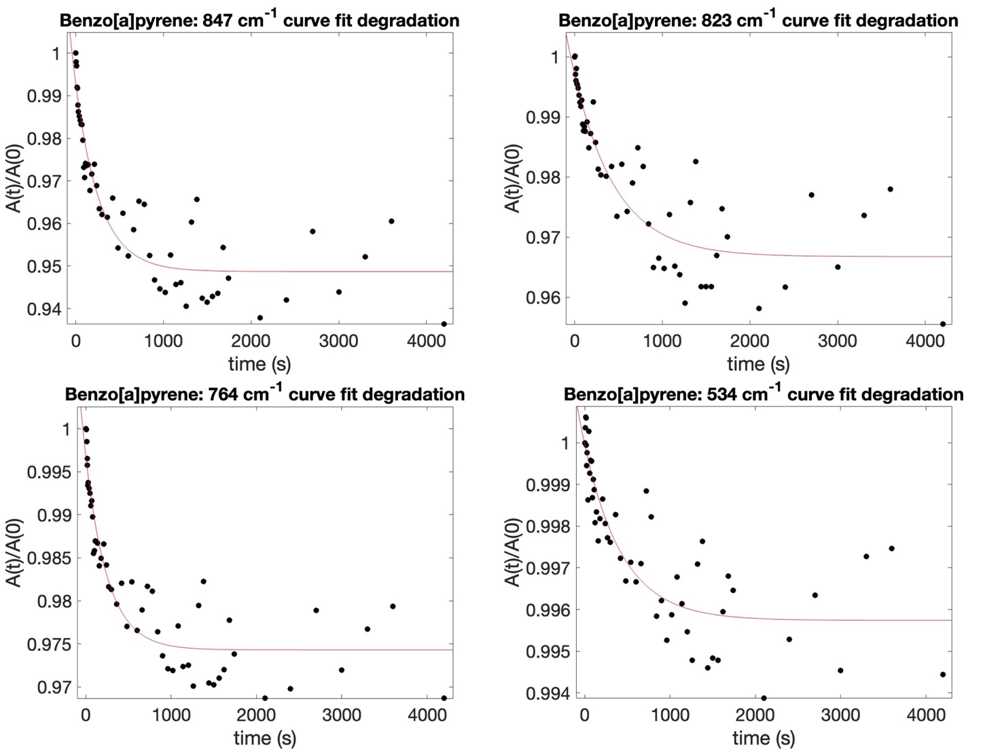 Benzo[a]pyrene: 847 cm⁻¹ curve fit degradation
1
0.99
0.98
0.97
0.96
0.95
0.94
A(t)/A(0)
0 1000 2000 3000 4000
time (s)
Benzo[a]pyrene: 823 cm⁻¹ curve fit degradation
1
0.99
0.98
0.97
0.96
A(t)/A(0)
0 1000 2000 3000 4000
time (s)
Benzo[a]pyrene: 764 cm⁻¹ curve fit degradation
1
0.995
0.99
0.985
0.98
0.975
0.97
A(t)/A(0)
0 1000 2000 3000 4000
time (s)
Benzo[a]pyrene: 534 cm⁻¹ curve fit degradation
1
0.999
0.998
0.997
0.996
0.995
0.994
A(t)/A(0)
0 1000 2000 3000 4000
time (s)